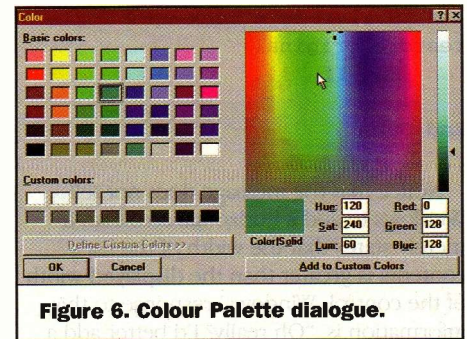 Color
? X
Basic colors:
Custom colors:
Define Custom Colors >>
OK Cancel
Color|Solid
Hue: 120 Red: 0
Sat: 240 Green: 128
Lum: 60 Blue: 128
Add to Custom Colors
Figure 6. Colour Palette dialogue.